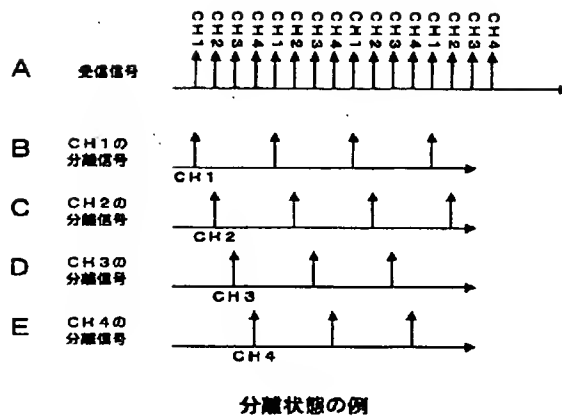 CH1 CH2 CH3 CH4 CH1 CH2 CH3 CH4 CH1 CH2 CH3 CH4 CH1 CH2 CH3 CH4
A 受信信号
B CH1の
分離信号
CH1
C CH2の
分離信号
CH2
D CH3の
分離信号
CH3
E CH4の
分離信号
CH4
分離状態の例